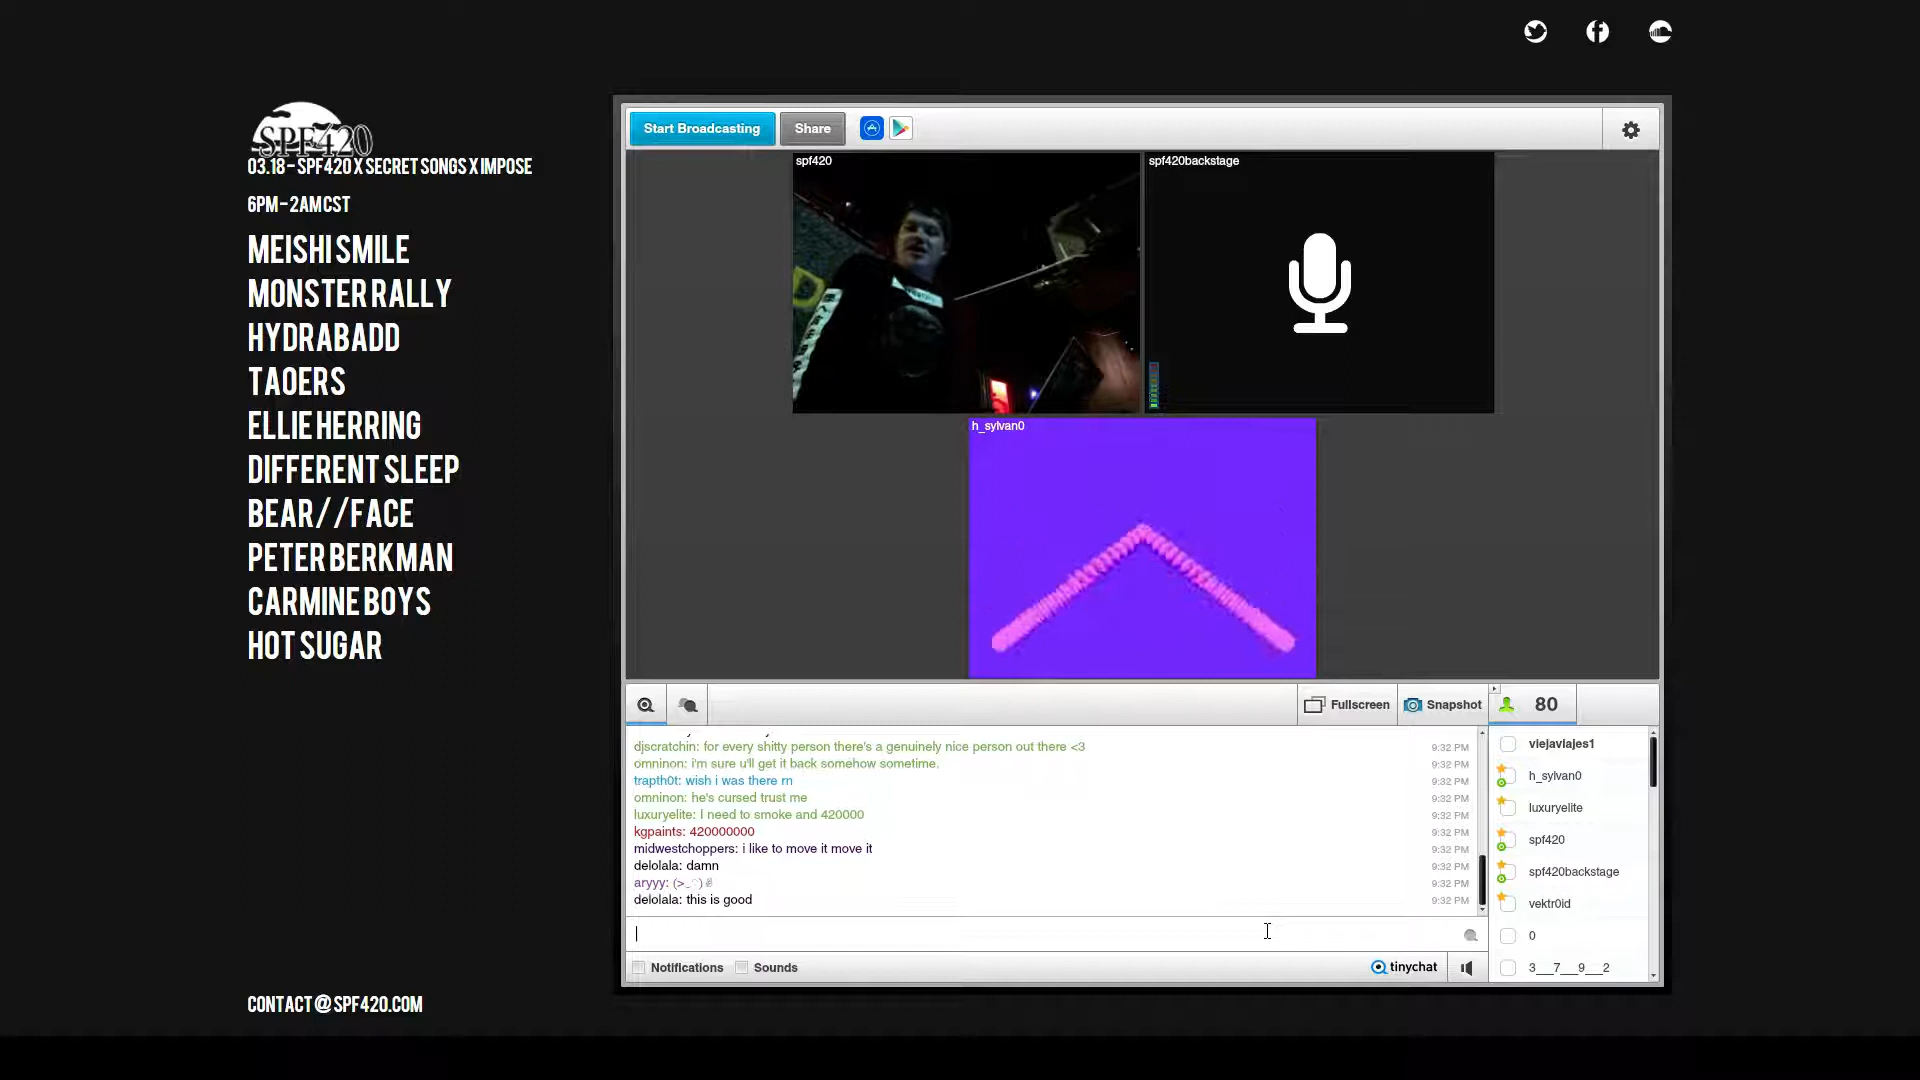 SPF420
03.18 - SPF420 X SECRET SONGS X IMPOSE
6PM - 2AM CST
MEISHI SMILE
MONSTER RALLY
HYDRABADD
TAOERS
ELLIE HERRING
DIFFERENT SLEEP
BEAR//FACE
PETER BERKMAN
CARMINE BOYS
HOT SUGAR
CONTACT@SPF420.COM
Start Broadcasting
Share
spf420
spf420backstage
h_sylvan0
Fullscreen
Snapshot
80
djscratchin: for every shitty person there's a genuinely nice person out there <3 9:32 PM
omninon: i'm sure u'll get it back somehow sometime. 9:32 PM
trapth0t: wish i was there rn 9:32 PM
omninon: he's cursed trust me 9:32 PM
luxuryelite: I need to smoke and 420000 9:32 PM
kgpaints: 420000000 9:32 PM
midwestchoppers: i like to move it move it 9:32 PM
delolala: damn 9:32 PM
aryyy: 9:32 PM
delolala: this is good 9:32 PM
Notifications
Sounds
tinychat
viejaviajes1
h_sylvan0
luxuryelite
spf420
spf420backstage
vektr0id
0
3__7__9__2